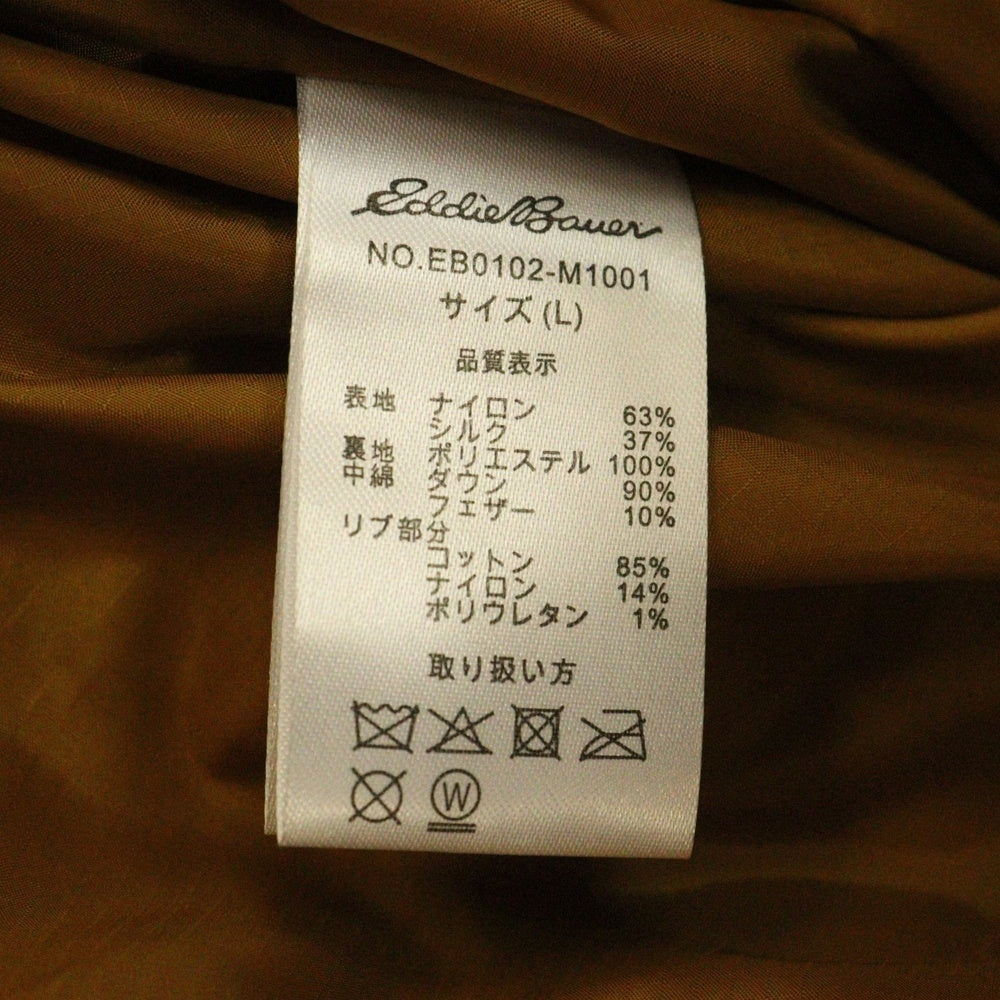 Eddie Bauer
NO.EB0102-M1001
サイズ(L)
品質表示
表地 ナイロン 63%
シルク 37%
裏地 ポリエステル 100%
中綿 ダウン 90%
フェザー 10%
リブ部分
コットン 85%
ナイロン 14%
ポリウレタン 1%
取り扱い方
W